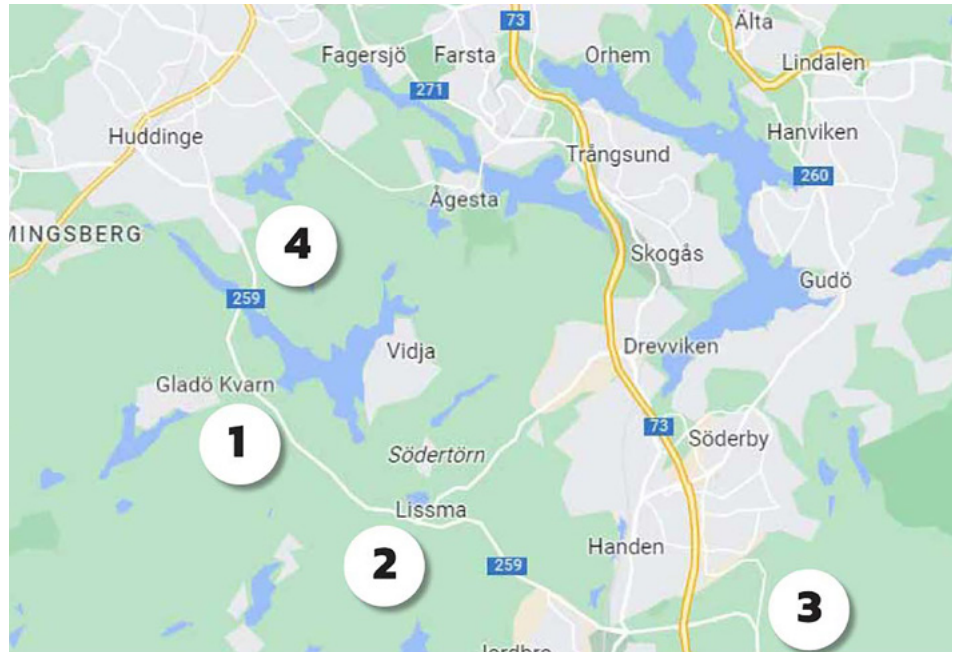 73
Älta
Fagersjö
Farsta
Orhem
Lindalen
271
Huddinge
Hanviken
Trångsund
260
Ågesta
MINGSBERG
4
Skogås
Gudö
259
Drevviken
Vidja
Gladö Kvarn
73
1
Söderby
Södertörn
Lissma
Handen
2
259
3